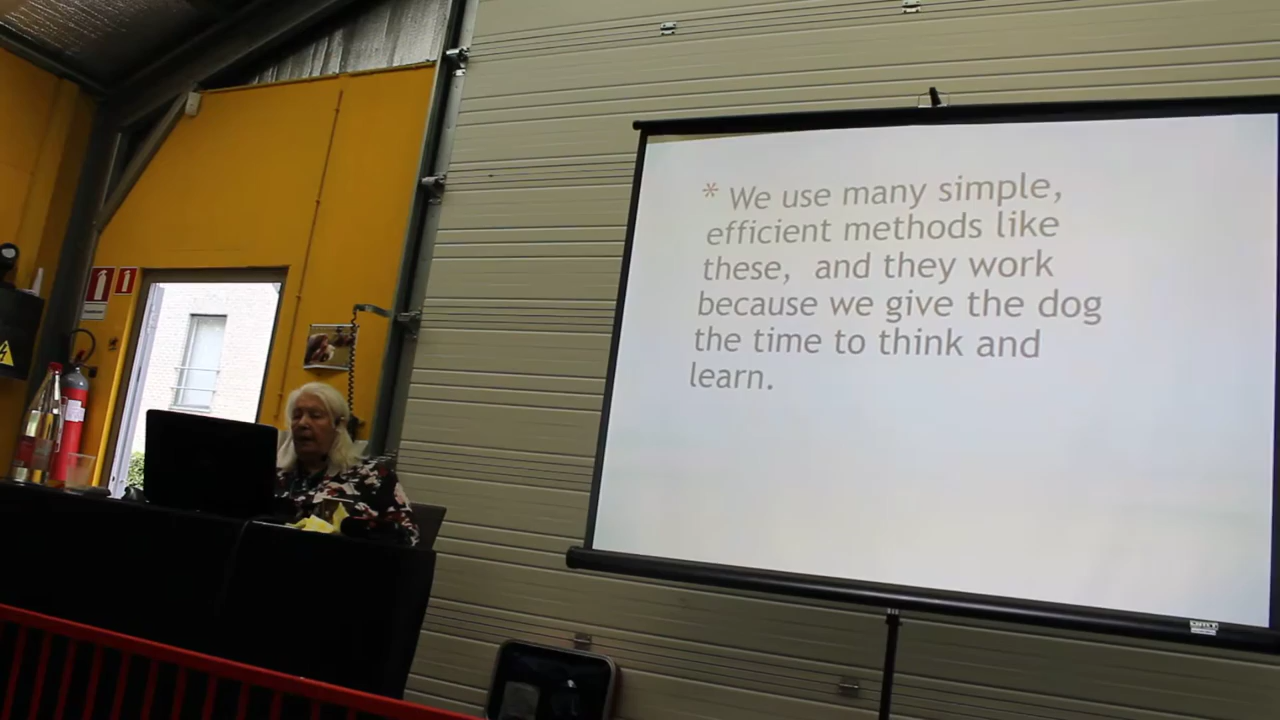 * We use many simple,
efficient methods like
these, and they work
because we give the dog
the time to think and
learn.